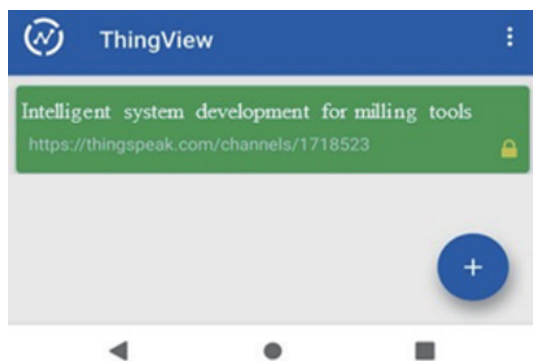 ThingView
Intelligent system development for milling tools
https://thingspeak.com/channels/1718523
+